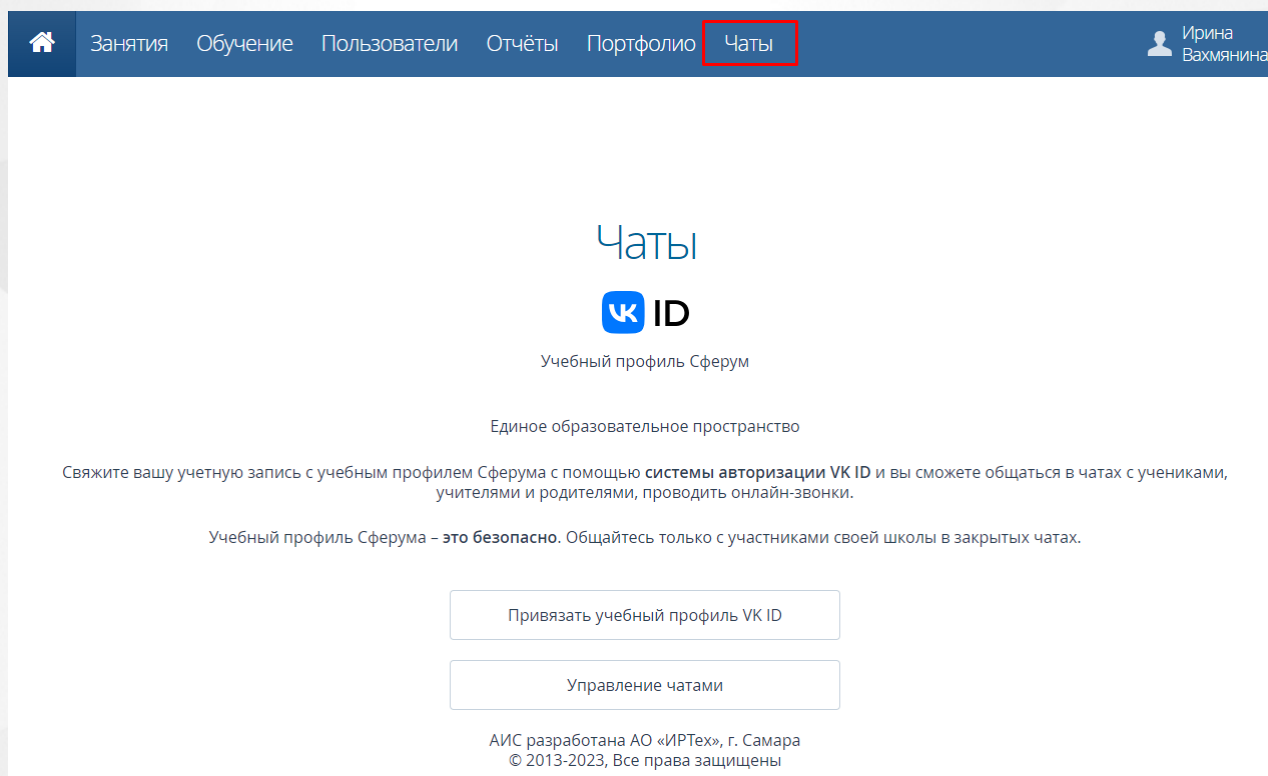 Занятия Обучение Пользователи Отчёты Портфолио Чаты Ирина
Вахмянина
Чаты
VK ID
Учебный профиль Сферум
Единое образовательное пространство
Свяжите вашу учетную запись с учебным профилем Сферума с помощью системы авторизации VK ID и вы сможете общаться в чатах с учениками,
учителями и родителями, проводить онлайн-звонки.
Учебный профиль Сферума – это безопасно. Общайтесь только с участниками своей школы в закрытых чатах.
Привязать учебный профиль VK ID
Управление чатами
АИС разработана АО «ИРТех», г. Самара
© 2013-2023, Все права защищены